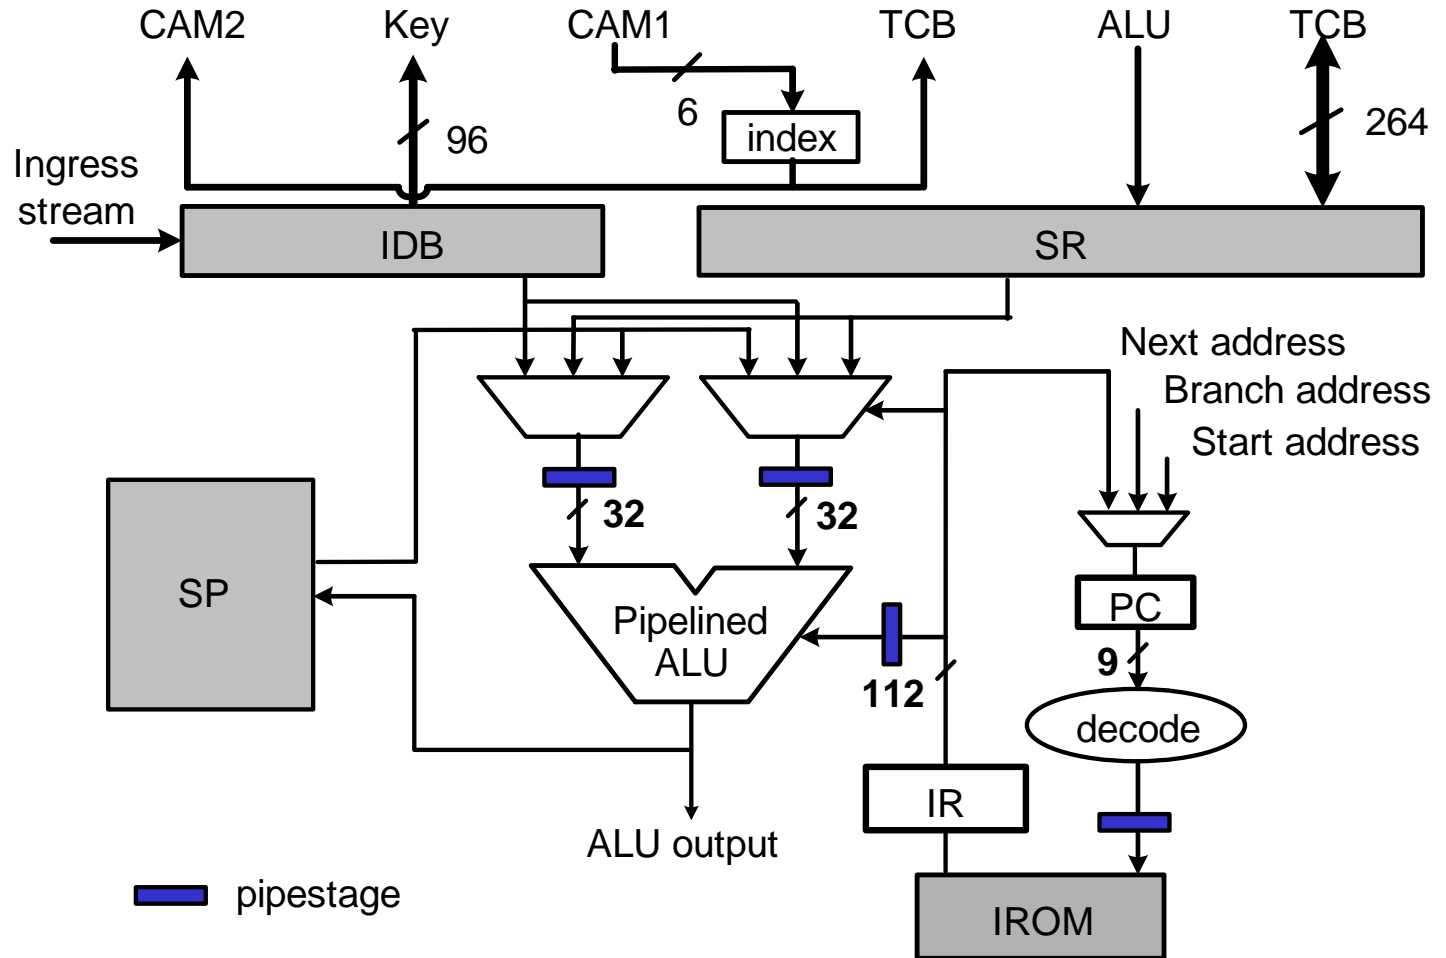 CAM2 Key CAM1 TCB ALU TCB
6
96
264
index
Ingress
stream
IDB
SR
Next address
Branch address
Start address
32
32
SP
Pipelined
ALU
PC
9
112
decode
IR
ALU output
pipestage
IROM